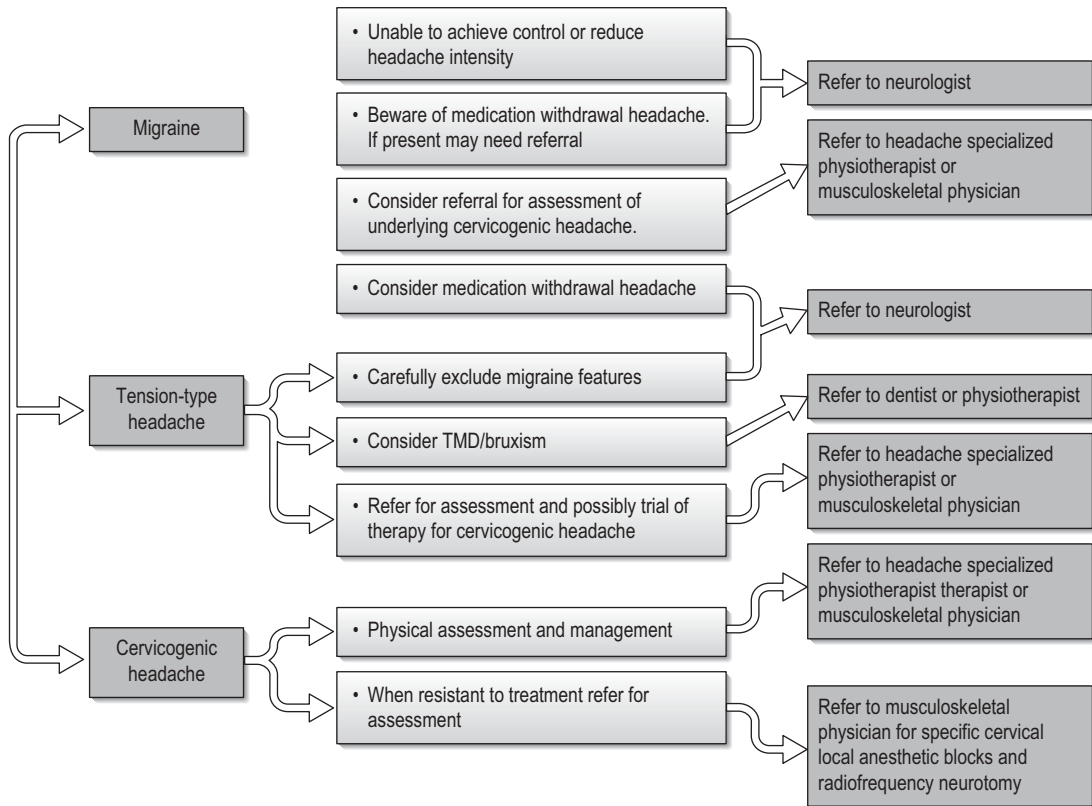 • Unable to achieve control or reduce
headache intensity
Refer to neurologist
Migraine
• Beware of medication withdrawal headache.
If present may need referral
Refer to headache specialized
physiotherapist or
musculoskeletal physician
• Consider referral for assessment of
underlying cervicogenic headache.
• Consider medication withdrawal headache
Refer to neurologist
Tension-type
headache
• Carefully exclude migraine features
Refer to dentist or physiotherapist
• Consider TMD/bruxism
Refer to headache specialized
physiotherapist or
musculoskeletal physician
• Refer for assessment and possibly trial of
therapy for cervicogenic headache
Refer to headache specialized
physiotherapist therapist or
musculoskeletal physician
Cervicogenic
headache
• Physical assessment and management
• When resistant to treatment refer for
assessment
Refer to musculoskeletal
physician for specific cervical
local anesthetic blocks and
radiofrequency neurotomy